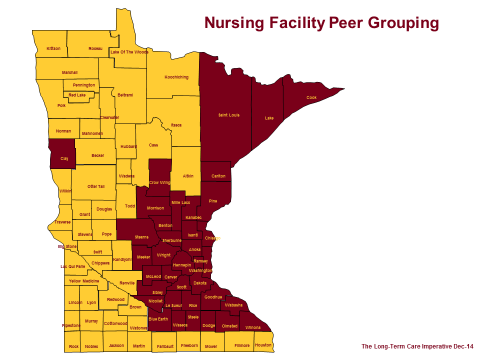 Nursing Facility Peer Grouping
Kittson
Roseau
Lake Of The Woods
Marshall
Koochiching
Pennington
Red Lake
Beltrami
Polk
Cook
Saint Louis
Lake
Clearwater
Itasca
Norman
Mahnomen
Hubbard
Cass
Clay
Becker
Wadena
Crow Wing
Aitkin
Carlton
Wilkin
Otter Tail
Todd
Morrison
Mille Lacs
Pine
Kanabec
Grant
Douglas
Traverse
Benton
Stevens
Pope
Stearns
Sherburne
Isanti
Chisago
Big Stone
Swift
Kandiyohi
Meeker
Wright
Anoka
Lac Qui Parle
Chippewa
Hennepin
Ramsey
Washington
Yellow Medicine
Renville
McLeod
Carver
Scott
Dakota
Lincoln
Lyon
Redwood
Sibley
Nicollet
Le Sueur
Rice
Goodhue
Wabasha
Brown
Pipestone
Murray
Cottonwood
Watonwan
Blue Earth
Waseca
Steele
Dodge
Olmsted
Winona
Rock
Nobles
Jackson
Martin
Faribault
Freeborn
Mower
Fillmore
Houston
The Long-Term Care Imperative Dec-14